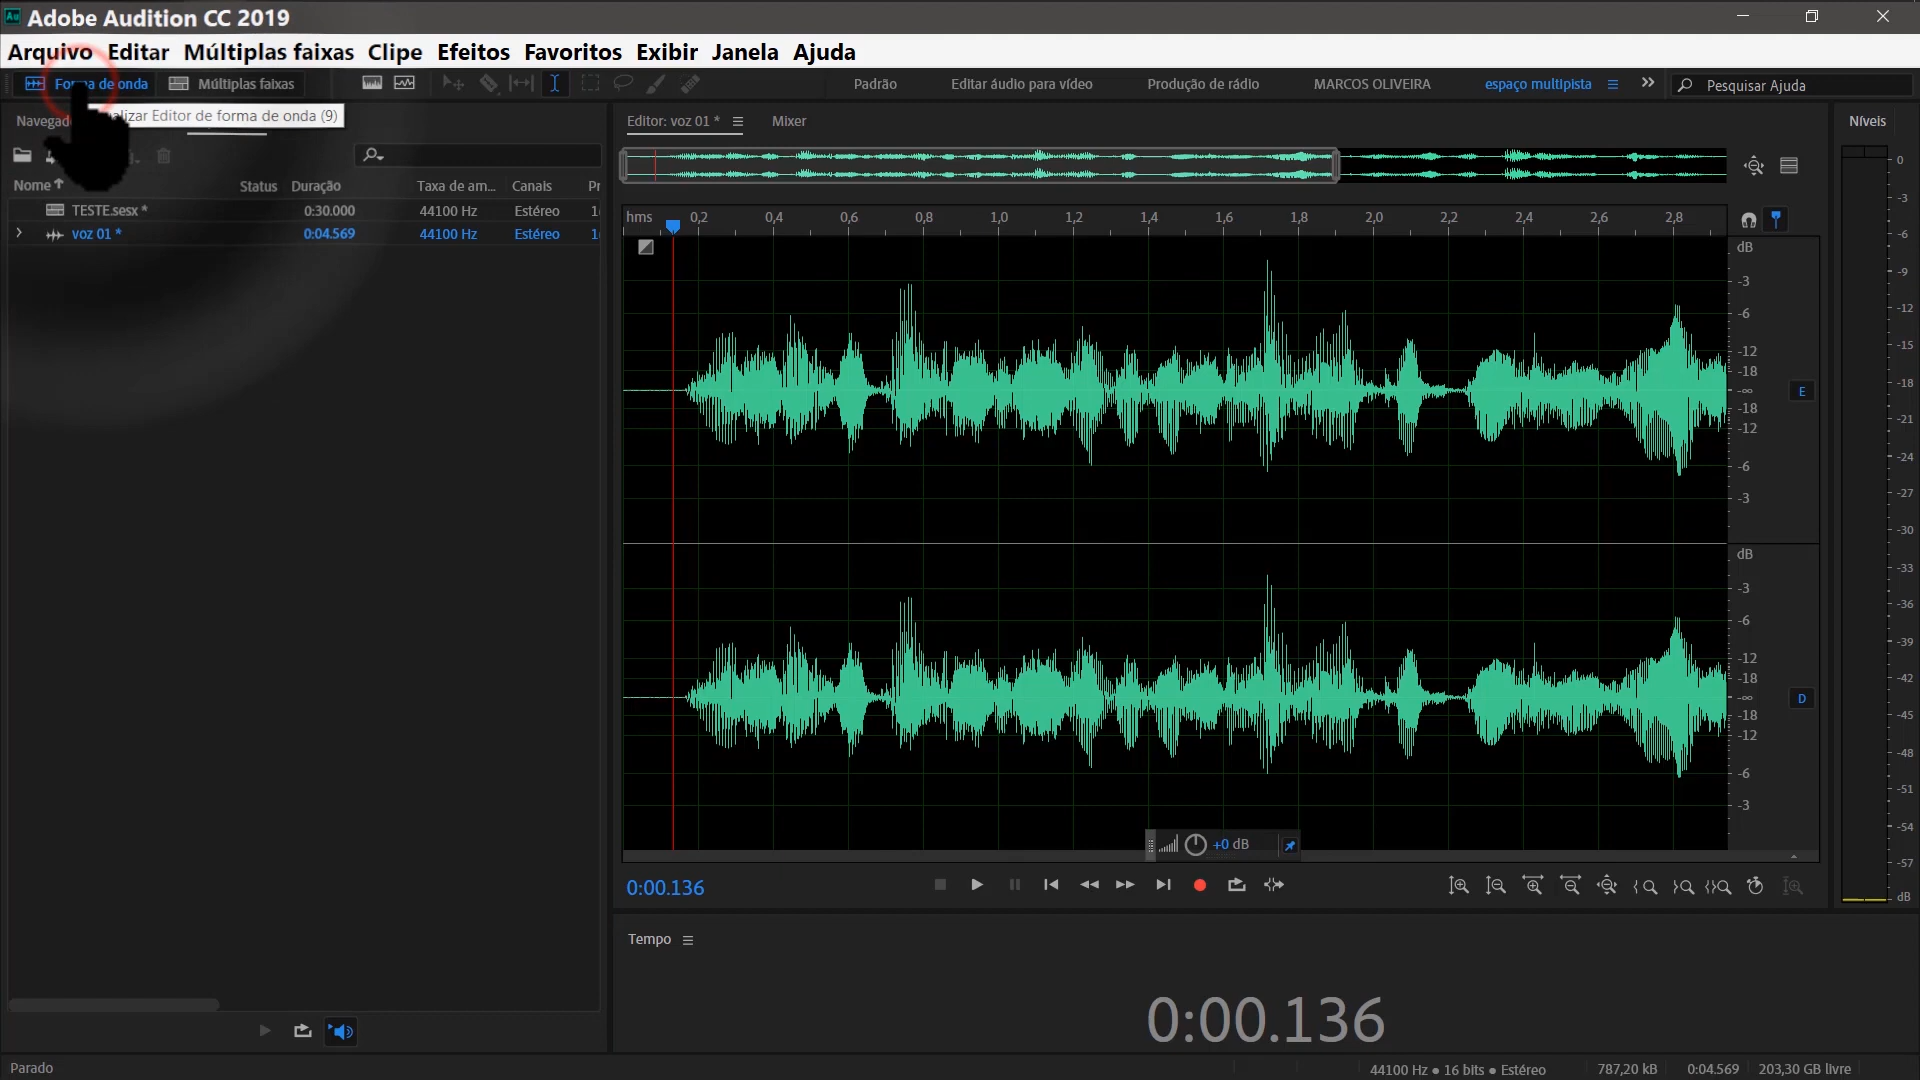 Adobe Audition CC 2019
Arquivo Editar Múltiplas faixas Clipe Efeitos Favoritos Exibir Janela Ajuda
Forma de onda Múltiplas faixas Padrão Editar áudio para vídeo Produção de rádio MARCOS OLIVEIRA espaço multipista Pesquisar Ajuda
Editor de forma de onda (9)
Editor: voz 01 * Mixer Níveis
Nome Status Duração Taxa de am... Canais
TESTE.sesx * 0:30.000 44100 Hz Estéreo
voz 01 * 0:04.569 44100 Hz Estéreo
hms 0,2 0,4 0,6 0,8 1,0 1,2 1,4 1,6 1,8 2,0 2,2 2,4 2,6 2,8
dB
-3
-6
-12
-18
-∞
-18
-12
-6
-3
E
dB
-3
-6
-12
-18
-∞
-18
-12
-6
-3
D
0
-3
-6
-9
-12
-15
-18
-21
-24
-27
-30
-33
-36
-39
-42
-45
-48
-51
-54
-57
dB
+0 dB
0:00.136
Tempo
0:00.136
Parado 44100 Hz • 16 bits • Estéreo 787,20 kB 0:04.569 203,30 GB livre